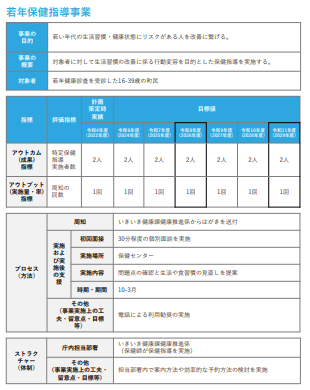 若年保健指導事業
事業の
目的
若い年代の生活習慣・健康状態にリスクがある人を改善に繋げる。
事業の
概要
対象者に対して生活習慣の改善に係る行動変容を目的とした保健指導を実施する。
対象者
若年健康診査を受診した16-39歳の町民
指標
評価指標
計画
策定時
実績
目標値
令和4年度
(2022年度)
令和6年度
(2024年度)
令和7年度
(2025年度)
令和8年度
(2026年度)
令和9年度
(2027年度)
令和10年度
(2028年度)
令和11年度
(2029年度)
アウトカム
(成果)
指標
特定保健
指導
実施者数
2人 2人 2人 2人 2人 2人 2人
アウトプット
(実施量・率)
指標
周知の
回数
1回 1回 1回 1回 1回 1回 1回
プロセス
(方法)
周知
いきいき健康課健康推進係からはがきを送付
実施
およ
び実
施後
の支
援
初回面接
30分程度の個別面談を実施
実施場所
保健センター
実施内容
問題点の確認と生活や食習慣の見直しを提案
時期・期間
10-3月
その他
(事業実施上の工
夫・留意点・目標
等)
電話による利用勧奨の実施
ストラク
チャー
(体制)
庁内担当部署
いきいき健康課健康推進係
(保健師が保健指導を実施)
その他
(事業実施上の工夫・
留意点・目標等)
担当部署内で案内方法や効率的な予約方法の検討を実施